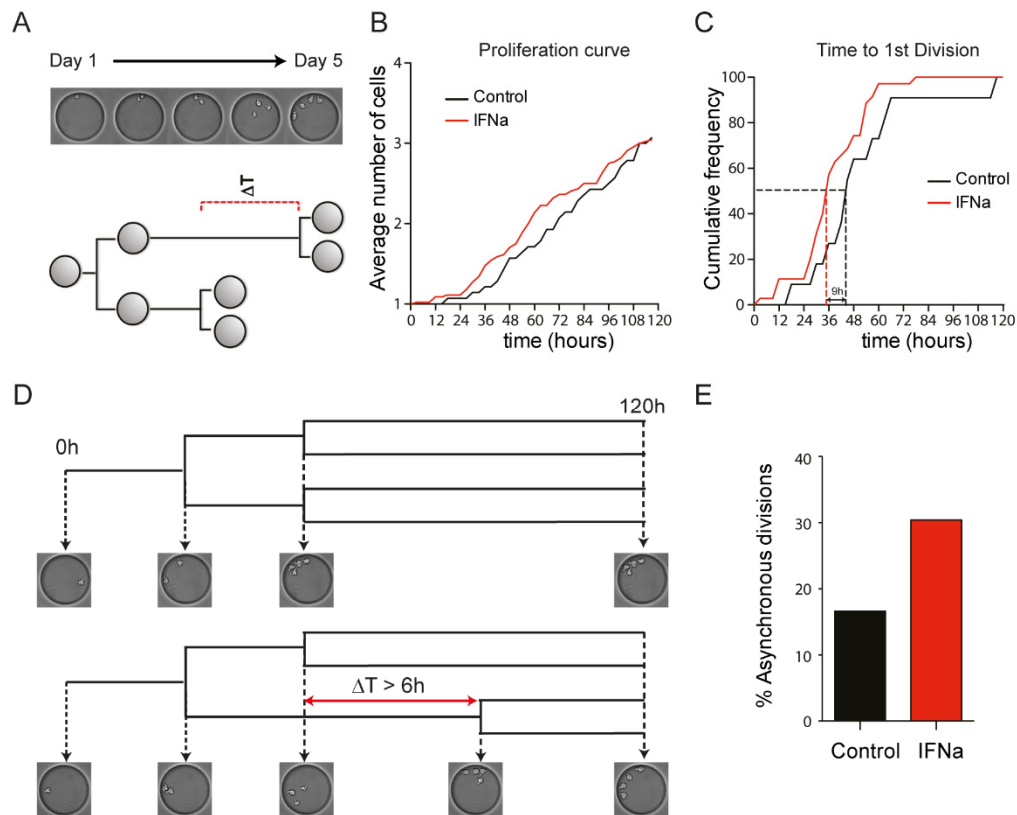 A
Day 1
Day 5
ΔT
B
Proliferation curve
Average number of cells
4
3
2
1
Control
IFNa
0 12 24 36 48 60 72 84 96 108 120
time (hours)
C
Time to 1st Division
Cumulative frequency
100
80
60
40
20
0
Control
IFNa
9h
0 12 24 36 48 60 72 84 96 108 120
time (hours)
D
0h
120h
ΔT > 6h
E
% Asynchronous divisions
40
30
20
10
0
Control IFNa